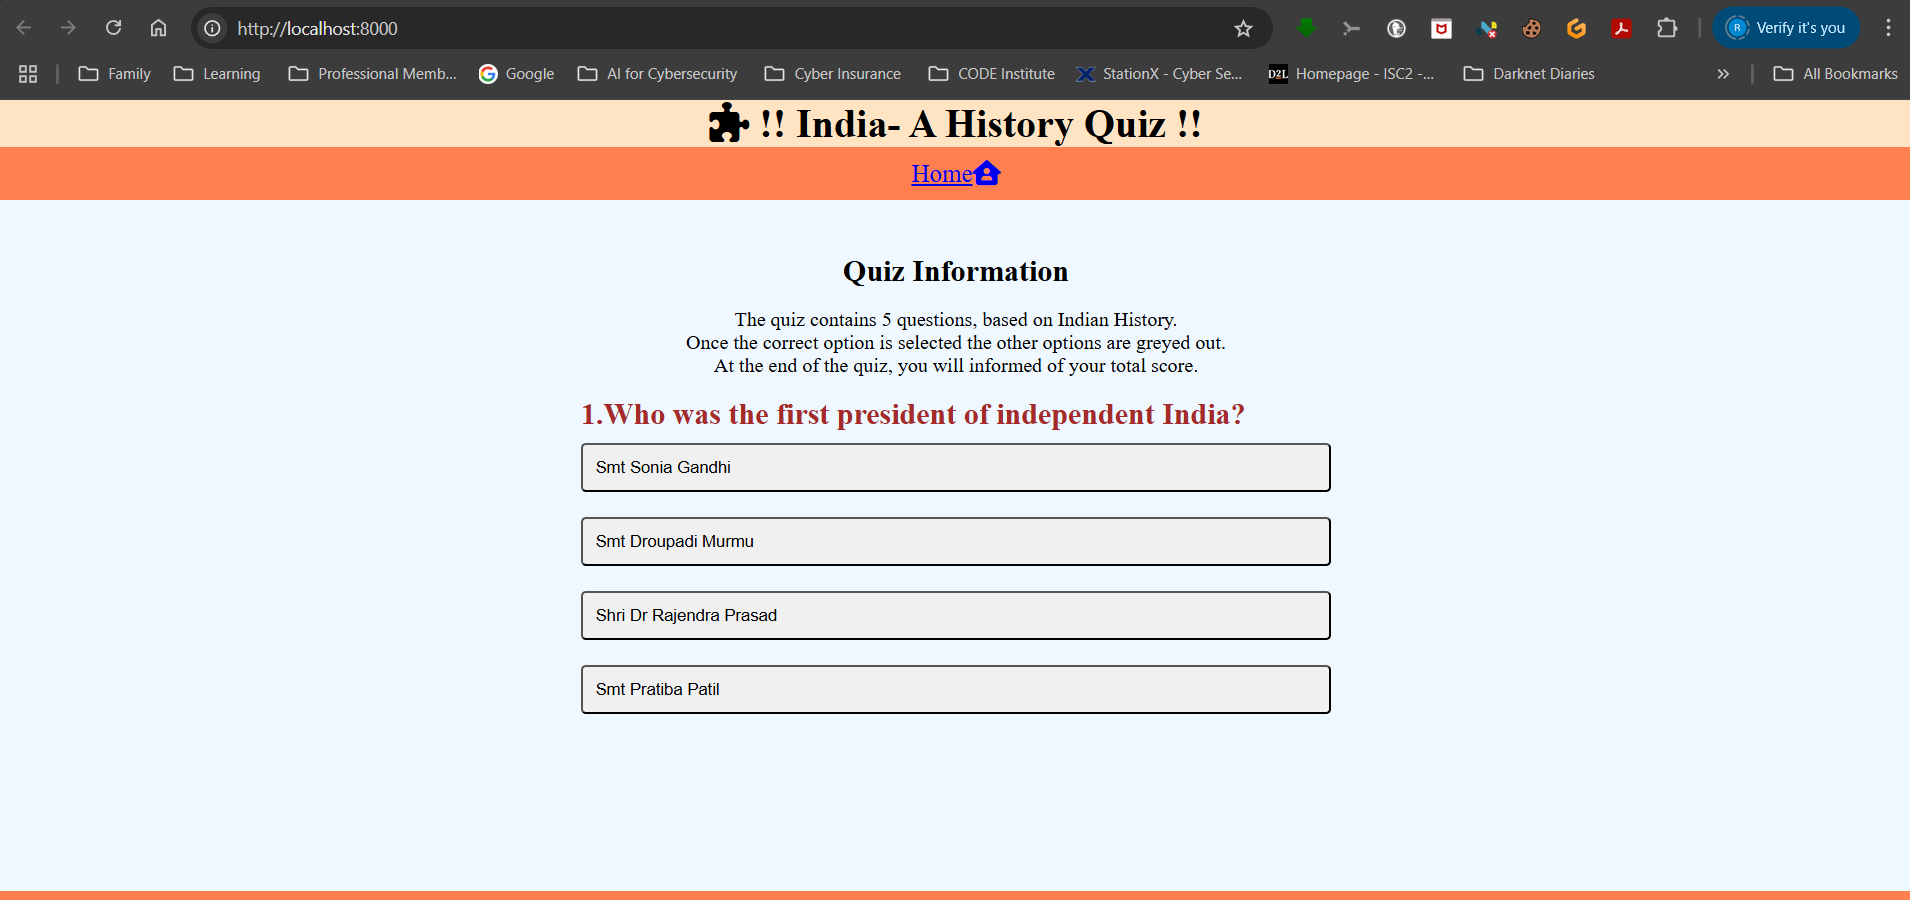 http://localhost:8000
Verify it's you
Family
Learning
Professional Memb...
Google
AI for Cybersecurity
Cyber Insurance
CODE Institute
StationX - Cyber Se...
D2L
Homepage - ISC2 -...
Darknet Diaries
»
All Bookmarks
!! India- A History Quiz !!
Home
Quiz Information
The quiz contains 5 questions, based on Indian History.
Once the correct option is selected the other options are greyed out.
At the end of the quiz, you will informed of your total score.
1.Who was the first president of independent India?
Smt Sonia Gandhi
Smt Droupadi Murmu
Shri Dr Rajendra Prasad
Smt Pratiba Patil